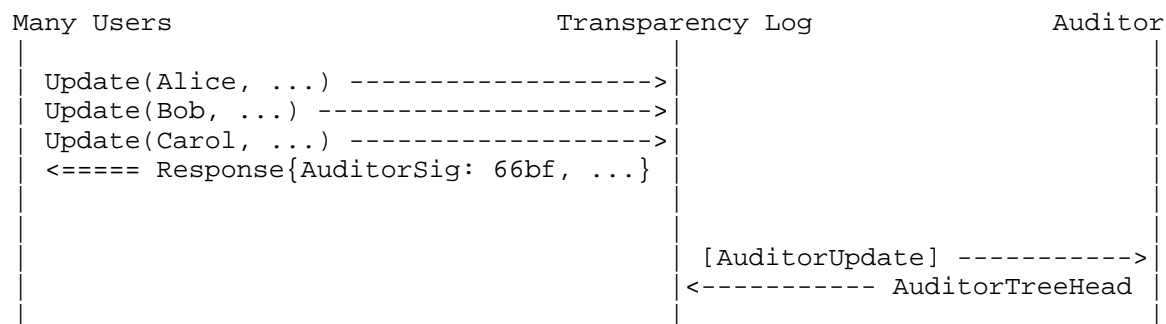 Many Users                        Transparency Log               Auditor
|                                         |                             |
| Update(Alice, ...) ------------------->|                             |
| Update(Bob, ...) --------------------->|                             |
| Update(Carol, ...) ------------------->|                             |
| <===== Response{AuditorSig: 66bf, ...} |                             |
|                                         |                             |
|                                         |                             |
|                                         | [AuditorUpdate] ----------->|
|                                         |<----------- AuditorTreeHead |
|                                         |                             |